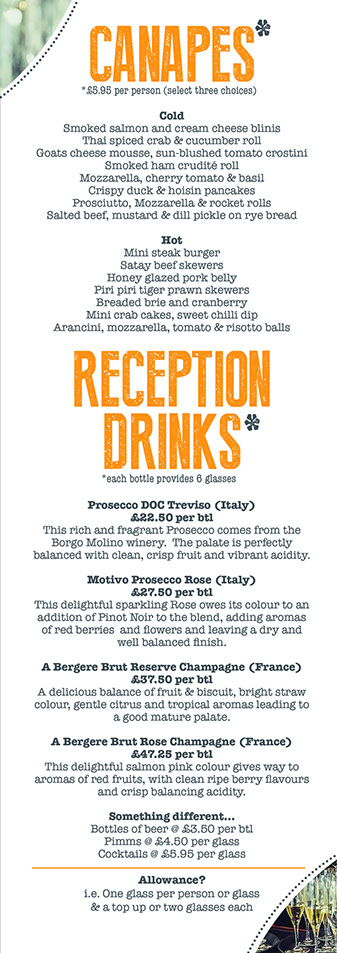 CANAPES*
*£5.95 per person (select three choices)
Cold
Smoked salmon and cream cheese blinis
Thai spiced crab & cucumber roll
Goats cheese mousse, sun-blushed tomato crostini
Smoked ham crudité roll
Mozzarella, cherry tomato & basil
Crispy duck & hoisin pancakes
Prosciutto, Mozzarella & rocket rolls
Salted beef, mustard & dill pickle on rye bread
Hot
Mini steak burger
Satay beef skewers
Honey glazed pork belly
Piri piri tiger prawn skewers
Breaded brie and cranberry
Mini crab cakes, sweet chilli dip
Arancini, mozzarella, tomato & risotto balls
RECEPTION
DRINKS*
*each bottle provides 6 glasses
Prosecco DOC Treviso (Italy)
£22.50 per btl
This rich and fragrant Prosecco comes from the
Borgo Molino winery. The palate is perfectly
balanced with clean, crisp fruit and vibrant acidity.
Motivo Prosecco Rose (Italy)
£27.50 per btl
This delightful sparkling Rose owes its colour to an
addition of Pinot Noir to the blend, adding aromas
of red berries and flowers and leaving a dry and
well balanced finish.
A Bergere Brut Reserve Champagne (France)
£37.50 per btl
A delicious balance of fruit & biscuit, bright straw
colour, gentle citrus and tropical aromas leading to
a good mature palate.
A Bergere Brut Rose Champagne (France)
£47.25 per btl
This delightful salmon pink colour gives way to
aromas of red fruits, with clean ripe berry flavours
and crisp balancing acidity.
Something different...
Bottles of beer @ £3.50 per btl
Pimms @ £4.50 per glass
Cocktails @ £5.95 per glass
Allowance?
i.e. One glass per person or glass
& a top up or two glasses each